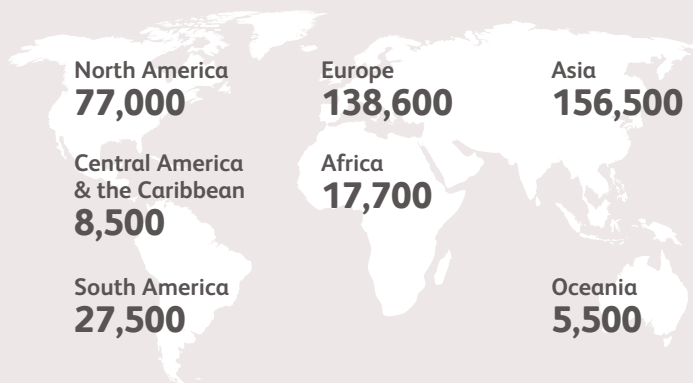 North America
77,000
Europe
138,600
Asia
156,500
Central America
& the Caribbean
8,500
Africa
17,700
South America
27,500
Oceania
5,500